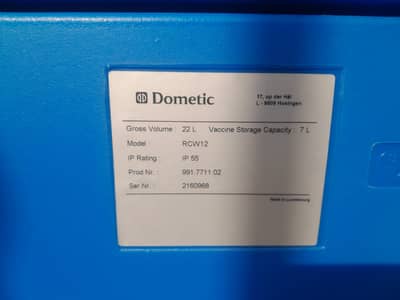 Dometic
17, op der Hei
L - 9809 Hosingen
Gross Volume : 22 L Vaccine Storage Capacity : 7 L
Model : RCW12
IP Rating : IP 55
Prod Nr. : 991.7711.02
Ser Nr. : 2160968
Made in Luxembourg